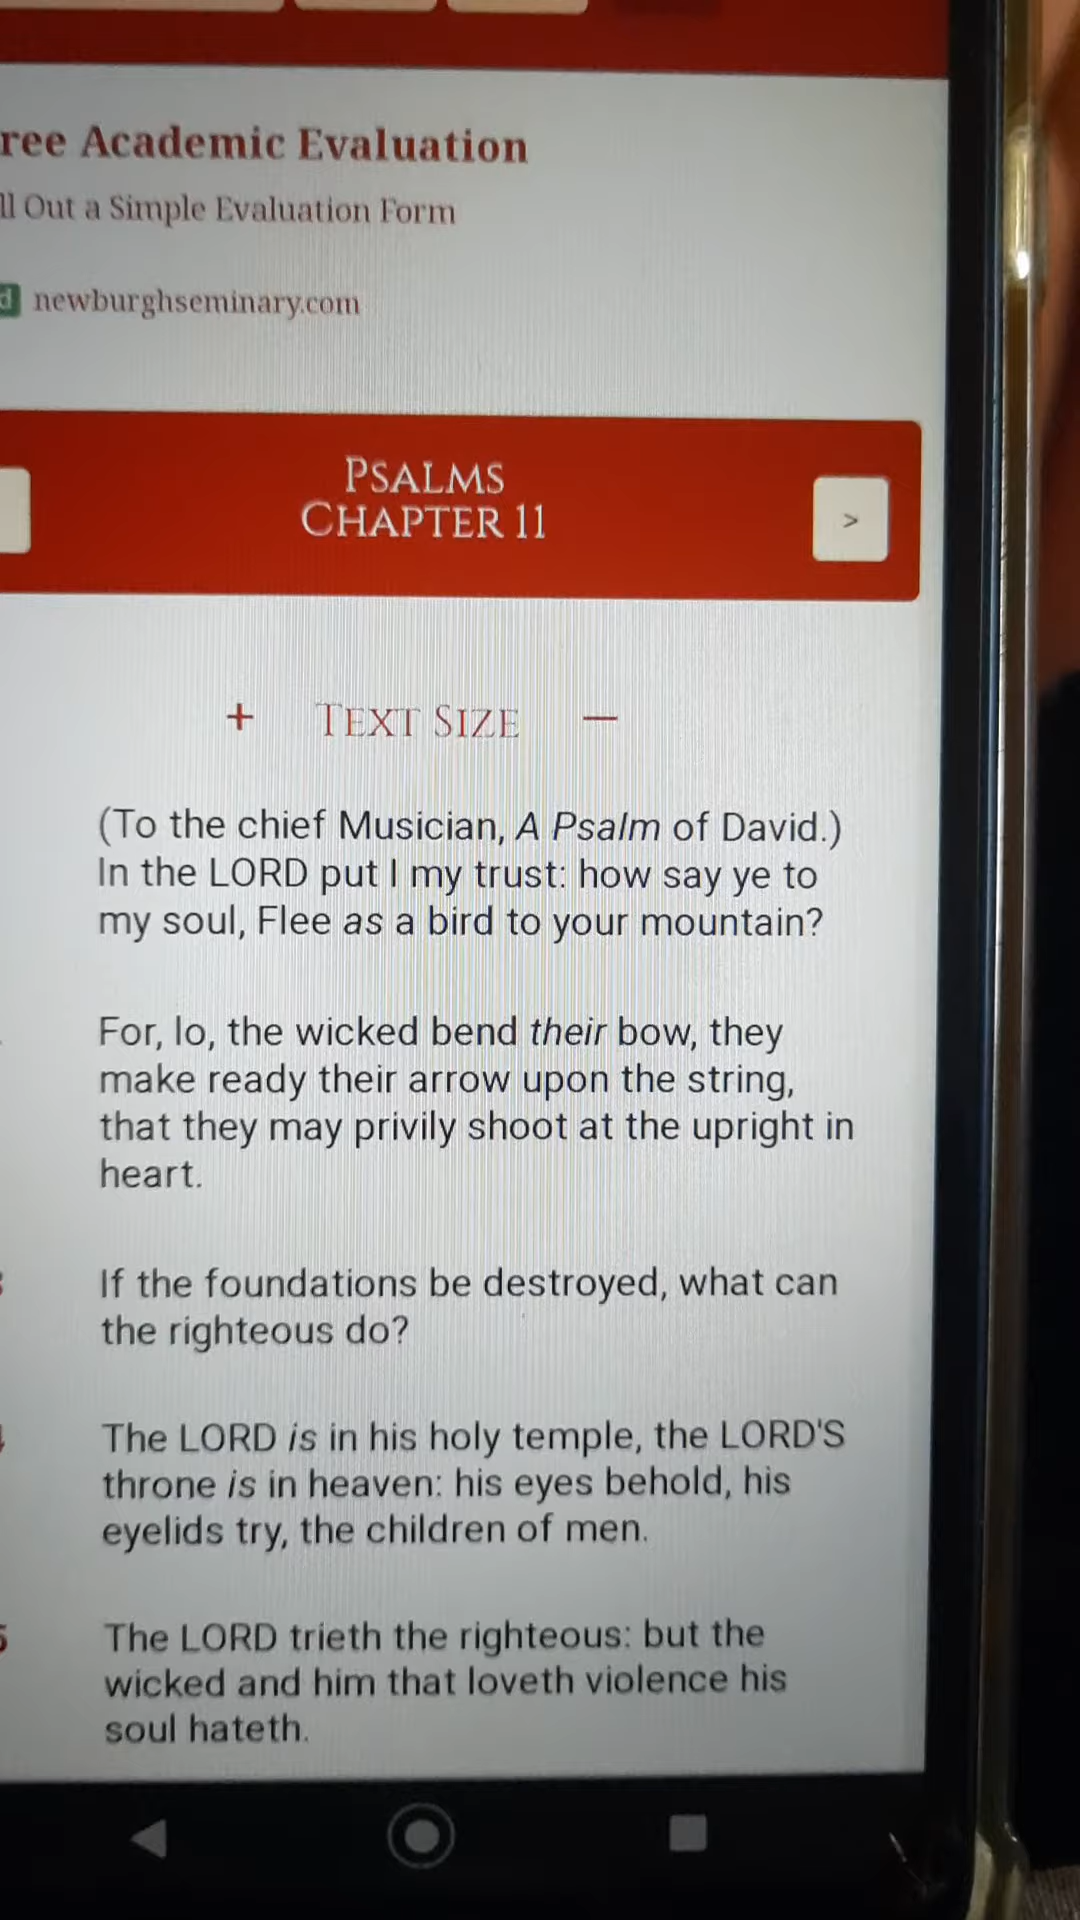 ree Academic Evaluation
ll Out a Simple Evaluation Form
d newburghseminary.com
PSALMS
CHAPTER 11
>
+ TEXT SIZE —
(To the chief Musician, A Psalm of David.)
In the LORD put I my trust: how say ye to
my soul, Flee as a bird to your mountain?
For, lo, the wicked bend their bow, they
make ready their arrow upon the string,
that they may privily shoot at the upright in
heart.
If the foundations be destroyed, what can
the righteous do?
The LORD is in his holy temple, the LORD'S
throne is in heaven: his eyes behold, his
eyelids try, the children of men.
5 The LORD trieth the righteous: but the
wicked and him that loveth violence his
soul hateth.